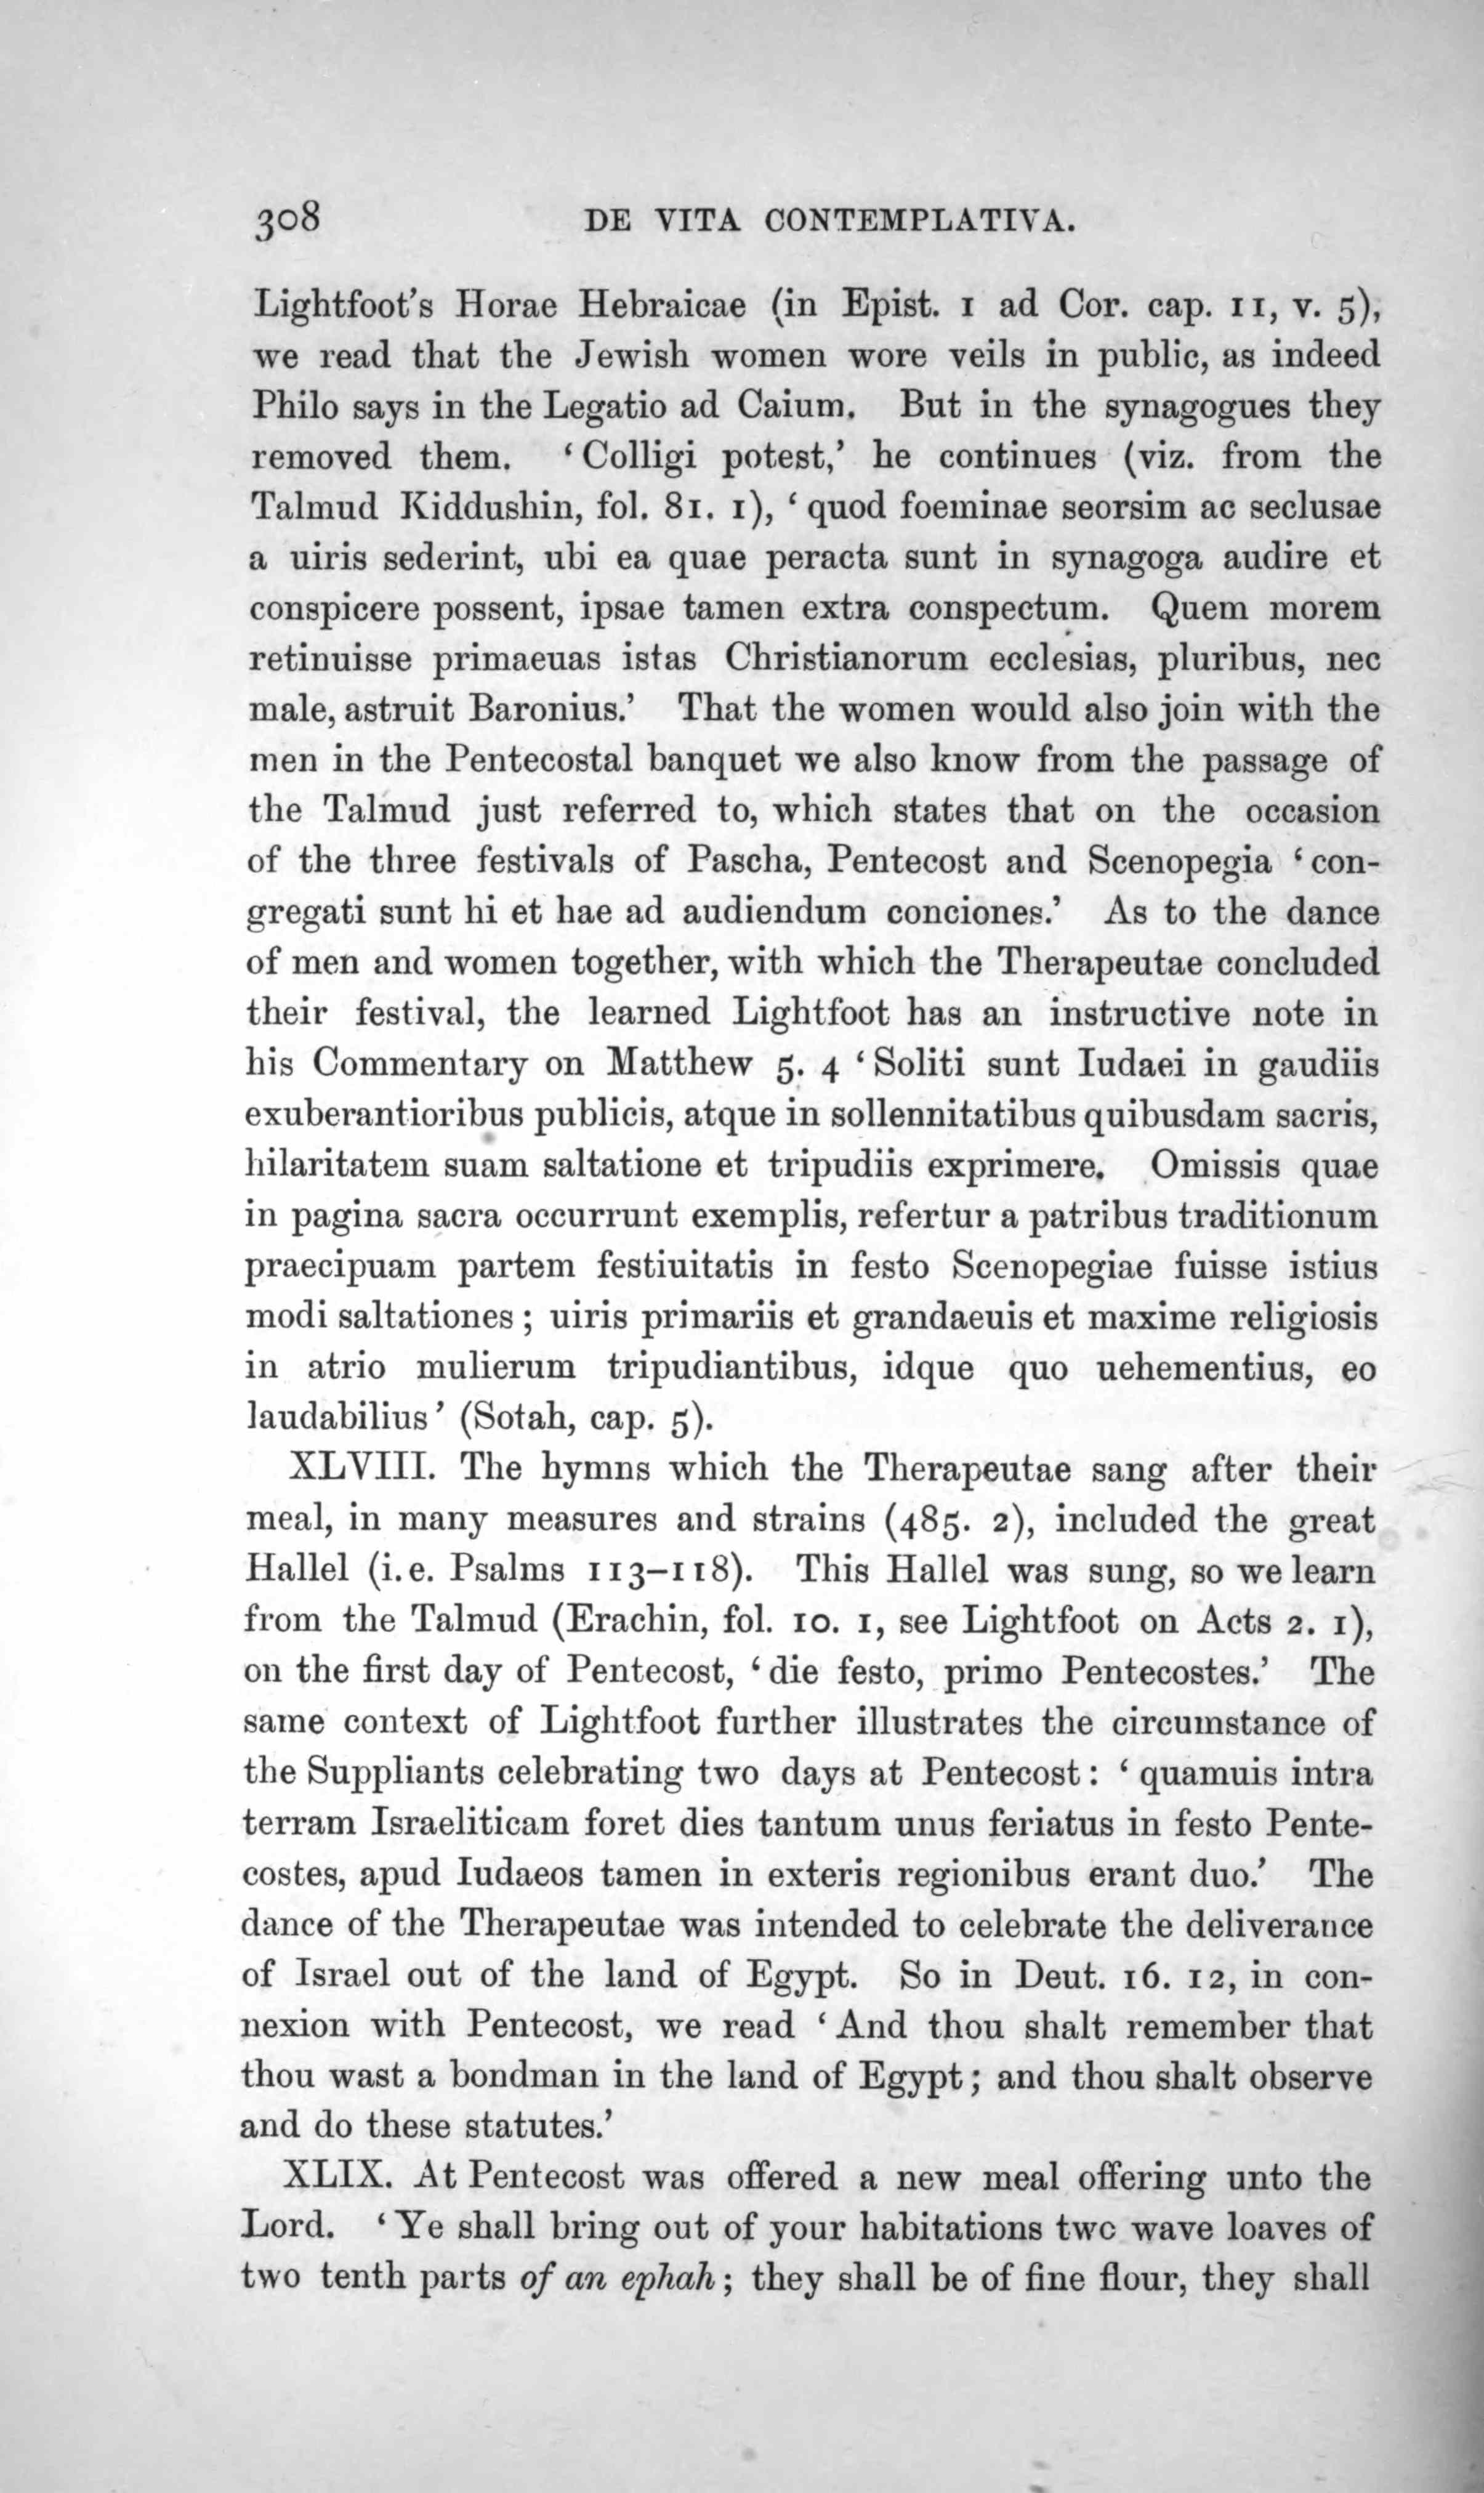 308 DE VITA CONTEMPLATIVA.
Lightfoot's Horae Hebraicae (in Epist. 1 ad Cor. cap. 11, v. 5),
we read that the Jewish women wore veils in public, as indeed
Philo says in the Legatio ad Caium. But in the synagogues they
removed them. ‘Colligi potest,’ he continues (viz. from the
Talmud Kiddushin, fol. 81. 1), ‘quod foeminae seorsim ac seclusae
a uiris sederint, ubi ea quae peracta sunt in synagoga audire et
conspicere possent, ipsae tamen extra conspectum. Quem morem
retinuisse primaeuas istas Christianorum ecclesias, pluribus, nec
male, astruit Baronius.’ That the women would also join with the
men in the Pentecostal banquet we also know from the passage of
the Talmud just referred to, which states that on the occasion
of the three festivals of Pascha, Pentecost and Scenopegia ‘con-
gregati sunt hi et hae ad audiendum conciones.’ As to the dance
of men and women together, with which the Therapeutae concluded
their festival, the learned Lightfoot has an instructive note in
his Commentary on Matthew 5. 4 ‘Soliti sunt Iudaei in gaudiis
exuberantioribus publicis, atque in sollennitatibus quibusdam sacris,
hilaritatem suam saltatione et tripudiis exprimere. Omissis quae
in pagina sacra occurrunt exemplis, refertur a patribus traditionum
praecipuam partem festiuitatis in festo Scenopegiae fuisse istius
modi saltationes; uiris primariis et grandaeuis et maxime religiosis
in atrio mulierum tripudiantibus, idque quo uehementius, eo
laudabilius’ (Sotah, cap. 5).
XLVIII. The hymns which the Therapeutae sang after their
meal, in many measures and strains (485. 2), included the great
Hallel (i.e. Psalms 113–118). This Hallel was sung, so we learn
from the Talmud (Erachin, fol. 10. 1, see Lightfoot on Acts 2. 1),
on the first day of Pentecost, ‘die festo, primo Pentecostes.’ The
same context of Lightfoot further illustrates the circumstance of
the Suppliants celebrating two days at Pentecost: ‘quamuis intra
terram Israeliticam foret dies tantum unus feriatus in festo Pente-
costes, apud Iudaeos tamen in exteris regionibus erant duo.’ The
dance of the Therapeutae was intended to celebrate the deliverance
of Israel out of the land of Egypt. So in Deut. 16. 12, in con-
nexion with Pentecost, we read ‘And thou shalt remember that
thou wast a bondman in the land of Egypt; and thou shalt observe
and do these statutes.’
XLIX. At Pentecost was offered a new meal offering unto the
Lord. ‘Ye shall bring out of your habitations two wave loaves of
two tenth parts of an ephah; they shall be of fine flour, they shall